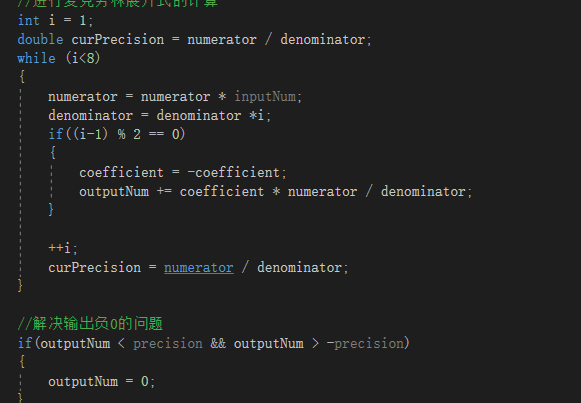 //进行麦克劳林展开式的计算
int i = 1;
double curPrecision = numerator / denominator;
while (i<8)
{
numerator = numerator * inputNum;
denominator = denominator *i;
if((i-1) % 2 == 0)
{
coefficient = -coefficient;
outputNum += coefficient * numerator / denominator;
}
++i;
curPrecision = numerator / denominator;
}
//解决输出负0的问题
if(outputNum < precision && outputNum > -precision)
{
outputNum = 0;
}